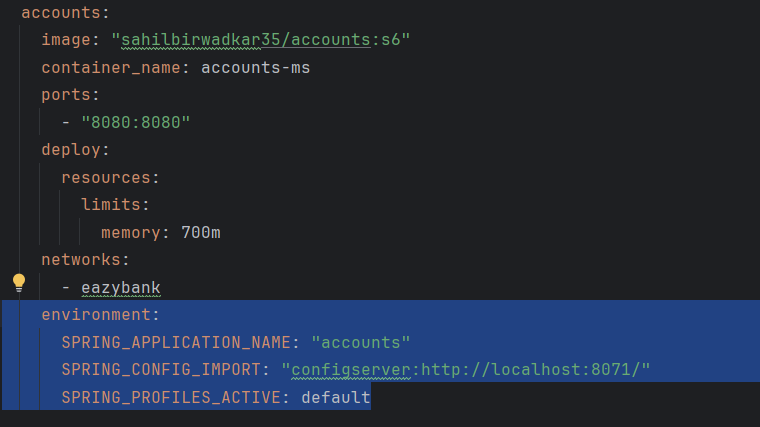 accounts:
  image: "sahilbirwadkar35/accounts:s6"
  container_name: accounts-ms
  ports:
    - "8080:8080"
  deploy:
    resources:
      limits:
        memory: 700m
  networks:
    - eazybank
  environment:
    SPRING_APPLICATION_NAME: "accounts"
    SPRING_CONFIG_IMPORT: "configserver:http://localhost:8071/"
    SPRING_PROFILES_ACTIVE: default